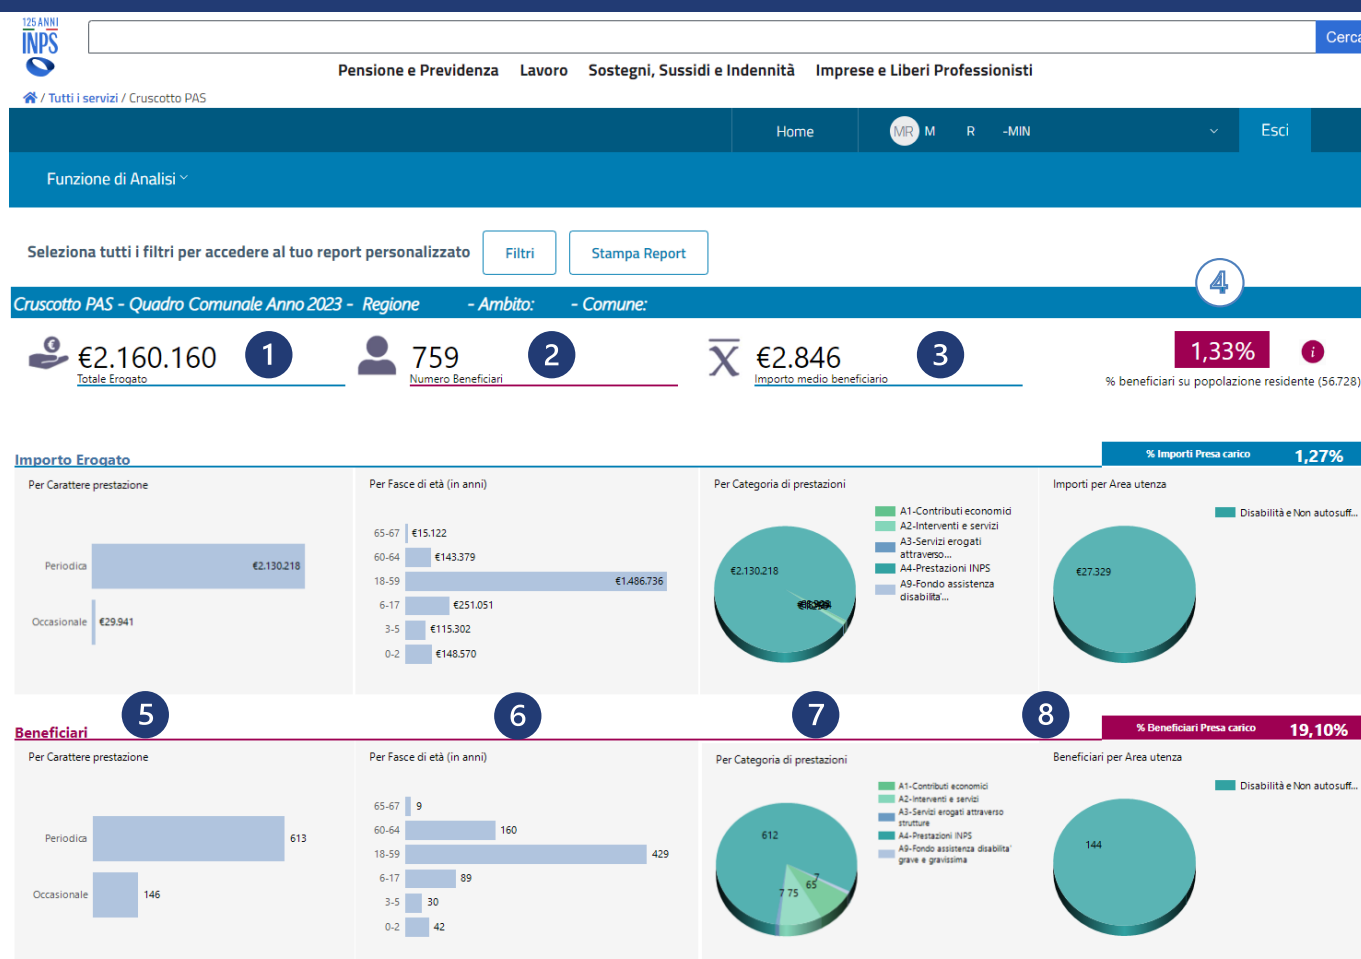 125 ANNI
INPS
Cerca
Pensione e Previdenza Lavoro Sostegni, Sussidi e Indennità Imprese e Liberi Professionisti
/ Tutti i servizi / Cruscotto PAS
Home MR M R -MIN Esci
Funzione di Analisi
Seleziona tutti i filtri per accedere al tuo report personalizzato Filtri Stampa Report
4
Cruscotto PAS - Quadro Comunale Anno 2023 - Regione - Ambito: - Comune:
€2.160.160 1
Totale Erogato
759 2
Numero Beneficiari
X €2.846 3
Importo medio beneficiario
1,33% i
% beneficiari su popolazione residente (56.728)
Importo Erogato
% Importi Presa carico 1,27%
Per Carattere prestazione
Periodica €2.130.218
Occasionale €29.941
Per Fasce di età (in anni)
65-67 €15.122
60-64 €143.379
18-59 €1.486.736
6-17 €251.051
3-5 €115.302
0-2 €148.570
Per Categoria di prestazioni
€2.130.218
A1-Contributi economici
A2-Interventi e servizi
A3-Servizi erogati
attraverso...
A4-Prestazioni INPS
A9-Fondo assistenza
disabilita'...
Importi per Area utenza
€27.329
Disabilità e Non autosuff...
5 6 7 8
Beneficiari
% Beneficiari Presa carico 19,10%
Per Carattere prestazione
Periodica 613
Occasionale 146
Per Fasce di età (in anni)
65-67 9
60-64 160
18-59 429
6-17 89
3-5 30
0-2 42
Per Categoria di prestazioni
612
7 75 65 7
A1-Contributi economici
A2-Interventi e servizi
A3-Servizi erogati attraverso
strutture
A4-Prestazioni INPS
A9-Fondo assistenza disabilita'
grave e gravissima
Beneficiari per Area utenza
144
Disabilità e Non autosuff...